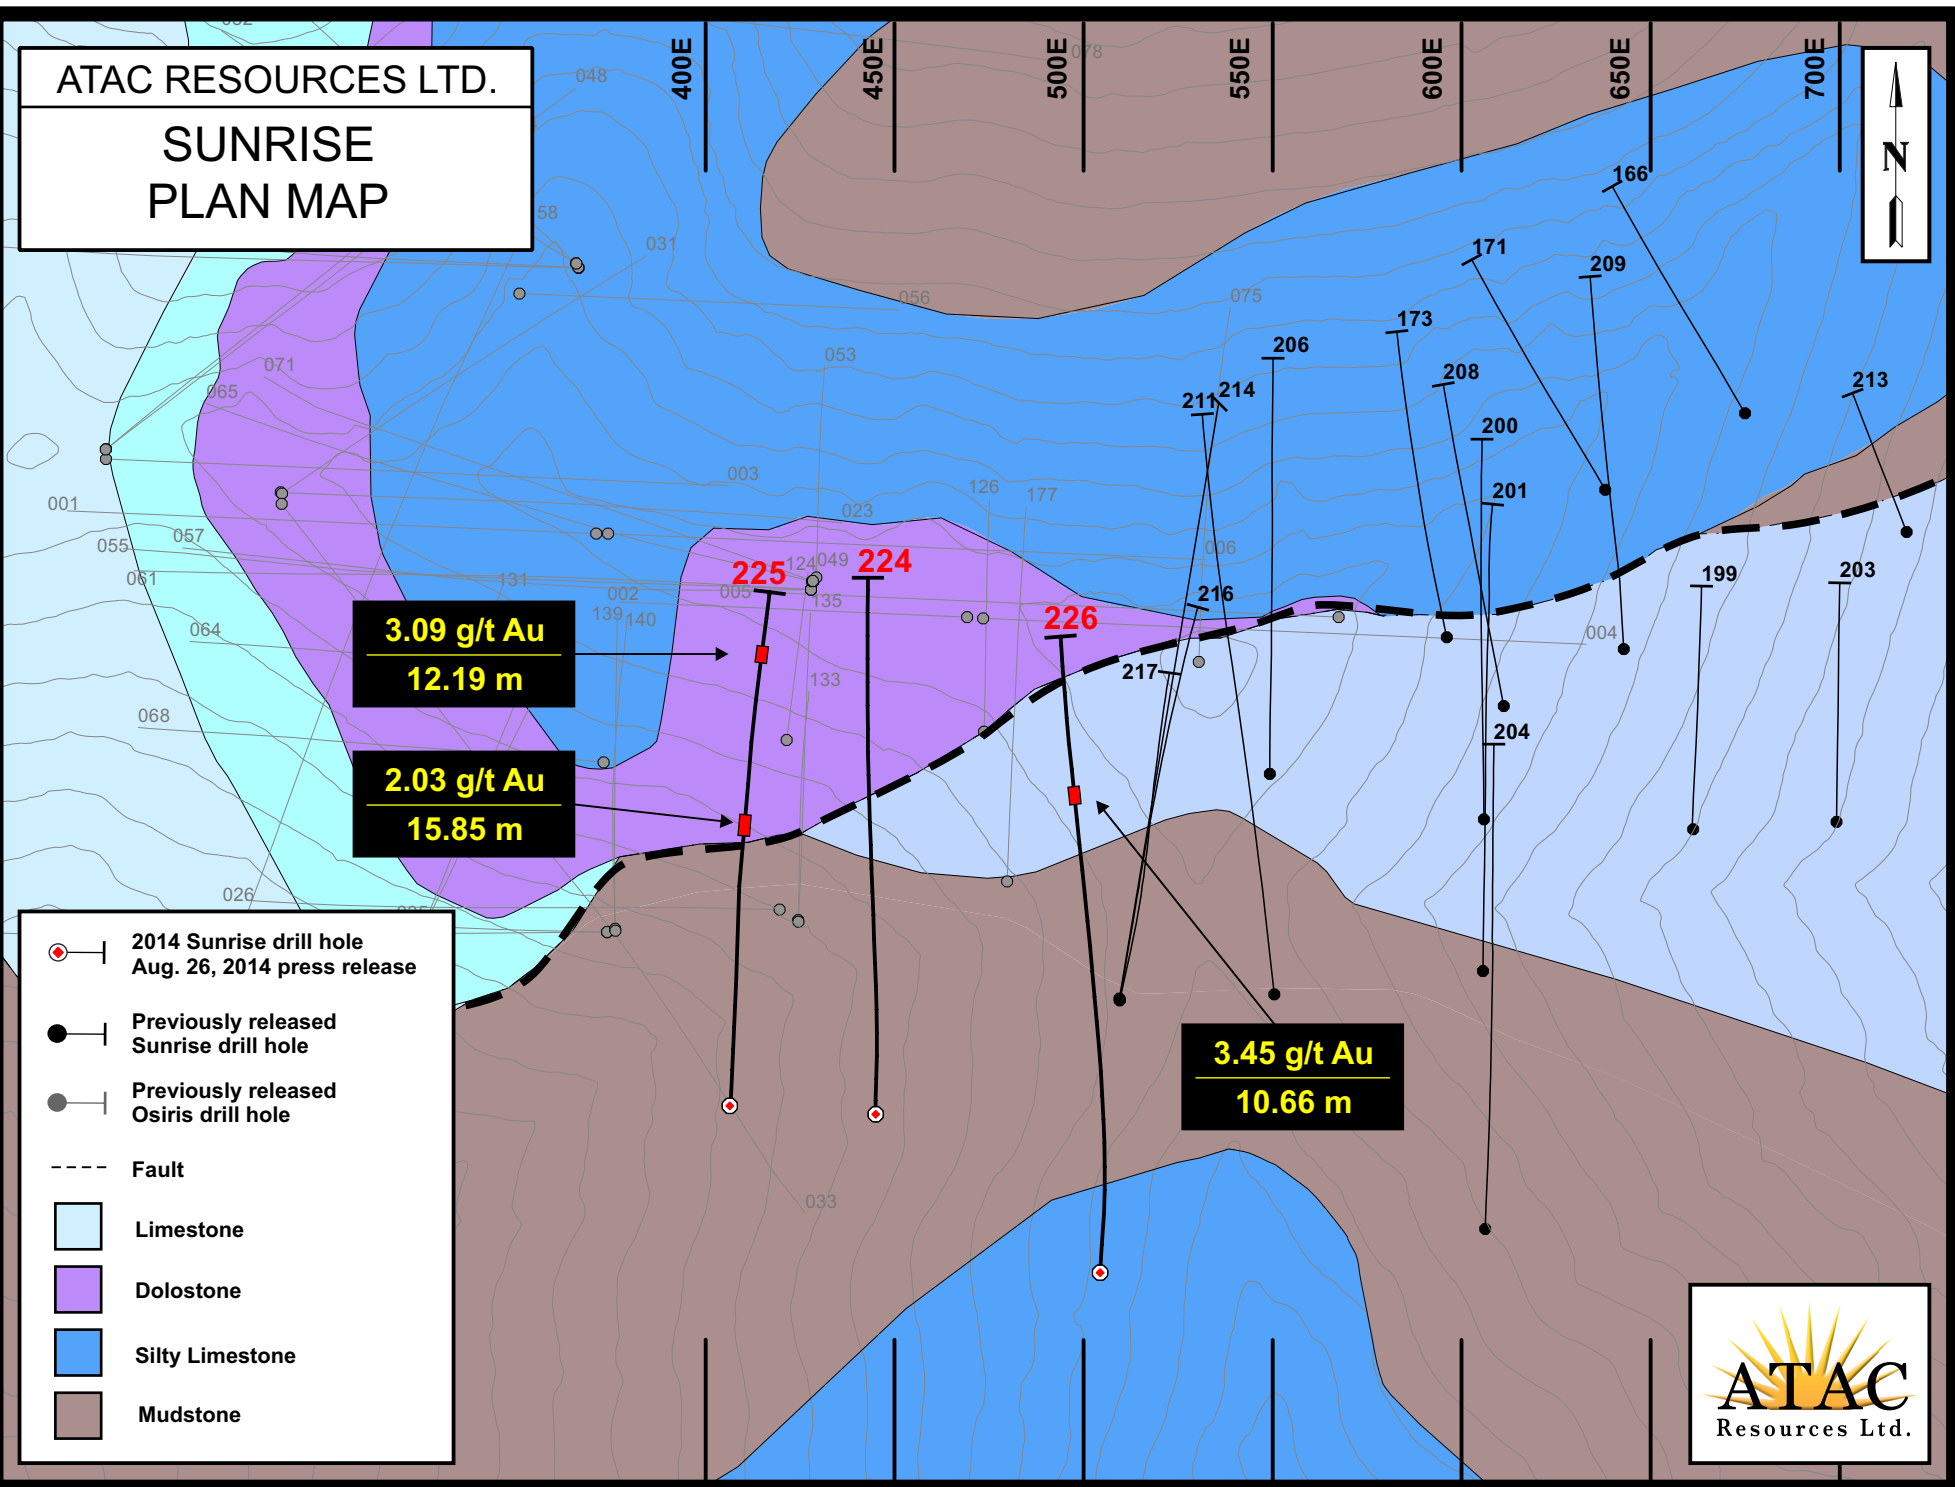 ATAC RESOURCES LTD.
SUNRISE
PLAN MAP
400E
450E
500E
550E
600E
650E
700E
N
048
078
58
031
056
075
053
071
065
003
001
023
126
177
057
055
061
131
002
005
124
049
135
139
140
006
004
064
133
068
026
033
166
171
209
173
206
208
211
214
213
200
201
225
224
226
216
217
199
203
204
3.09 g/t Au
12.19 m
2.03 g/t Au
15.85 m
3.45 g/t Au
10.66 m
2014 Sunrise drill hole
Aug. 26, 2014 press release
Previously released
Sunrise drill hole
Previously released
Osiris drill hole
Fault
Limestone
Dolostone
Silty Limestone
Mudstone
ATAC
Resources Ltd.